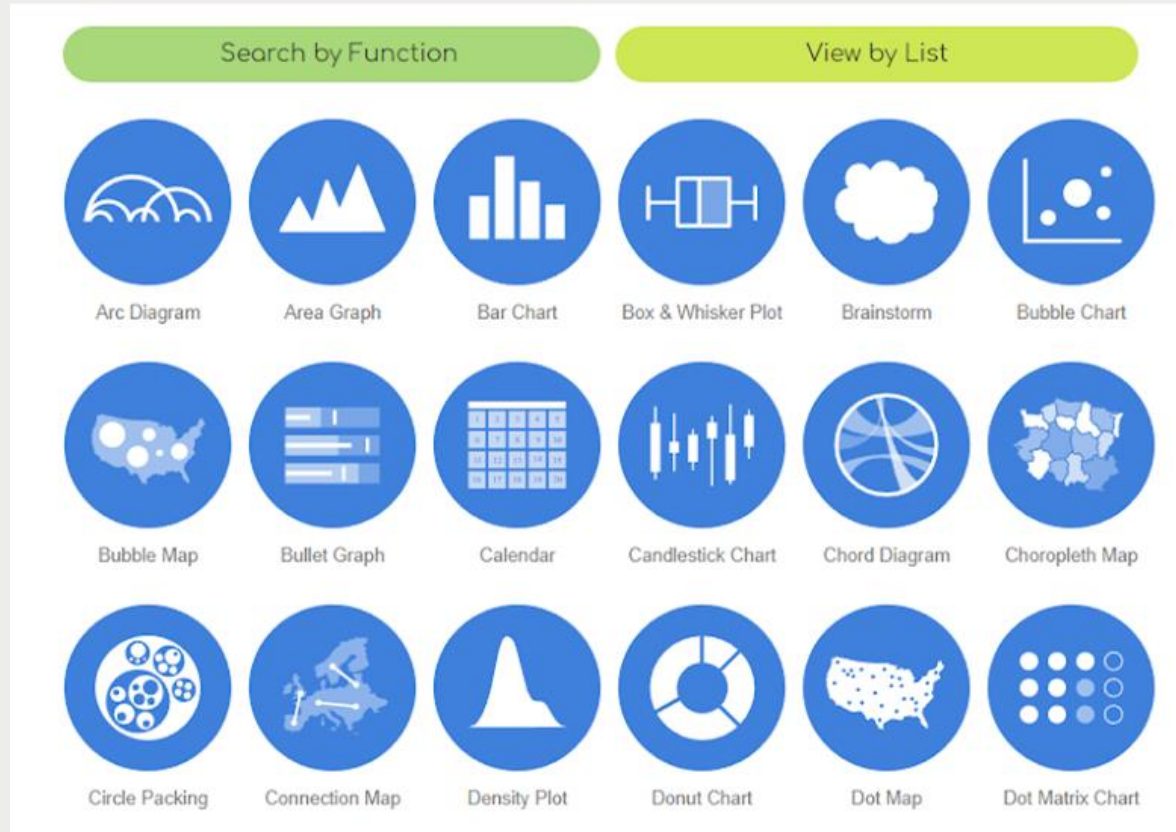 Search by Function
View by List
Arc Diagram
Area Graph
Bar Chart
Box & Whisker Plot
Brainstorm
Bubble Chart
Bubble Map
Bullet Graph
Calendar
Candlestick Chart
Chord Diagram
Choropleth Map
Circle Packing
Connection Map
Density Plot
Donut Chart
Dot Map
Dot Matrix Chart